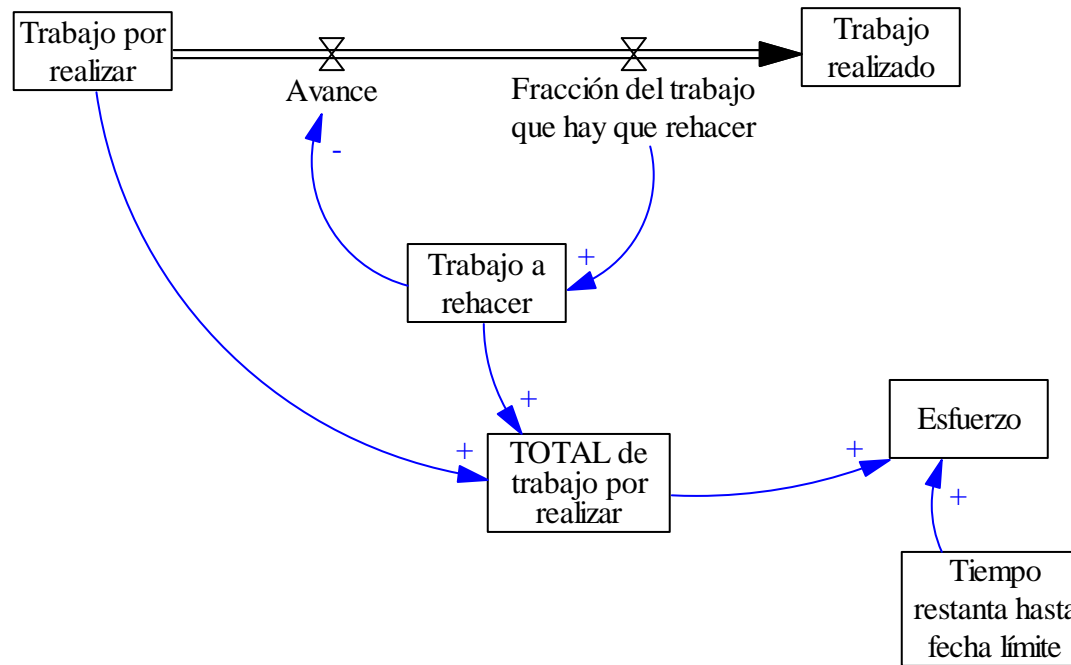 Trabajo por
realizar
Trabajo
realizado
Avance
Fracción del trabajo
que hay que rehacer
-
Trabajo a
rehacer
+
+
+
TOTAL de
trabajo por
realizar
+
Esfuerzo
+
Tiempo
restanta hasta
fecha límite